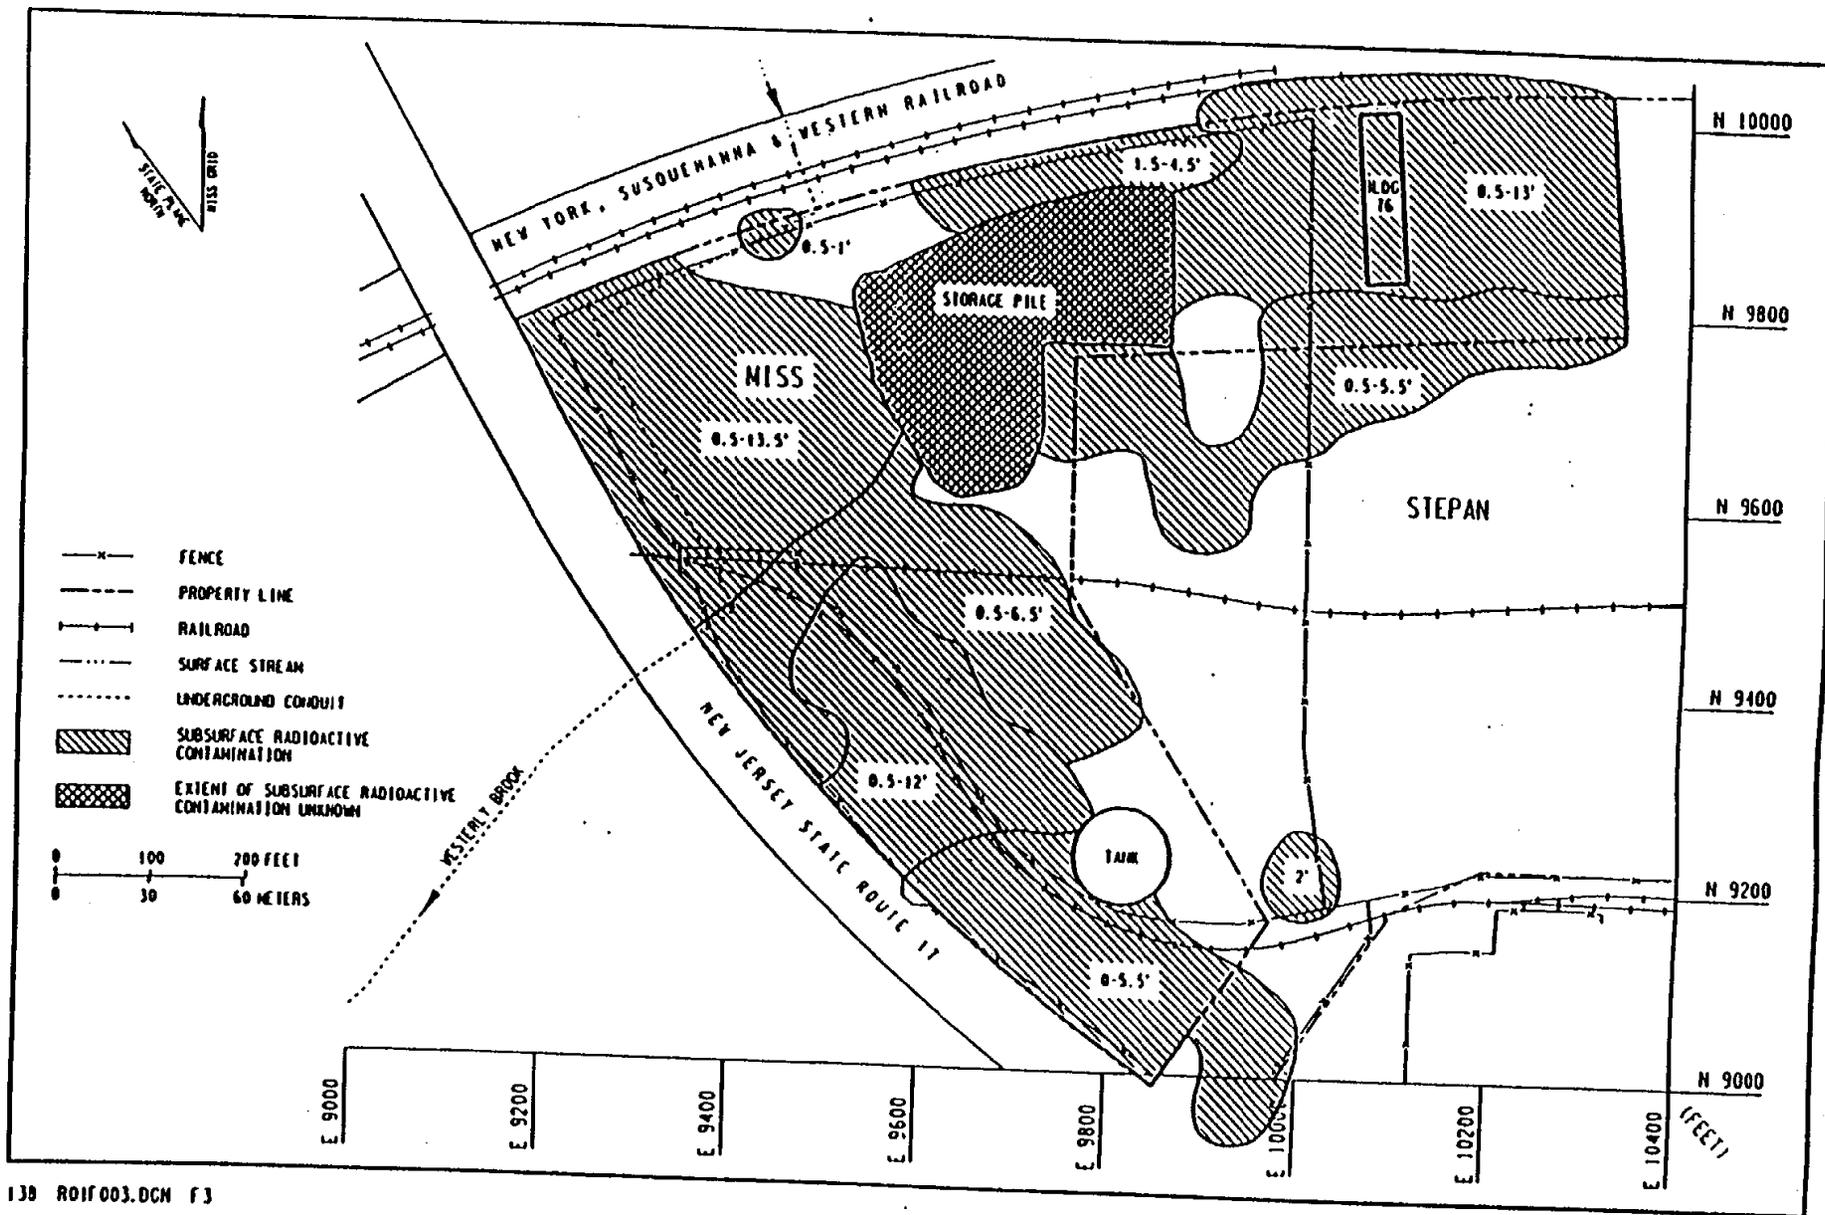 NEW YORK, SUSQUEHANNA & WESTERN RAILROAD
STATE PLANE
NORTH
MISS GRID
N 10000
1.5-4.5'
BLDG
76
0.5-13'
0.5-1'
STORAGE PILE
N 9800
MISS
0.5-5.5'
0.5-13.5'
STEPAN
N 9600
FENCE
PROPERTY LINE
RAILROAD
SURFACE STREAM
UNDERGROUND CONDUIT
SUBSURFACE RADIOACTIVE
CONTAMINATION
EXTENT OF SUBSURFACE RADIOACTIVE
CONTAMINATION UNKNOWN
0 100 200 FEET
0 30 60 METERS
WESTERLY BROOK
0.5-6.5'
N 9400
NEW JERSEY STATE ROUTE 17
0.5-12'
TANK
2'
N 9200
0-5.5'
N 9000
(FEET)
E 9000
E 9200
E 9400
E 9600
E 9800
E 10000
E 10200
E 10400
138 R01F003.DGN F3